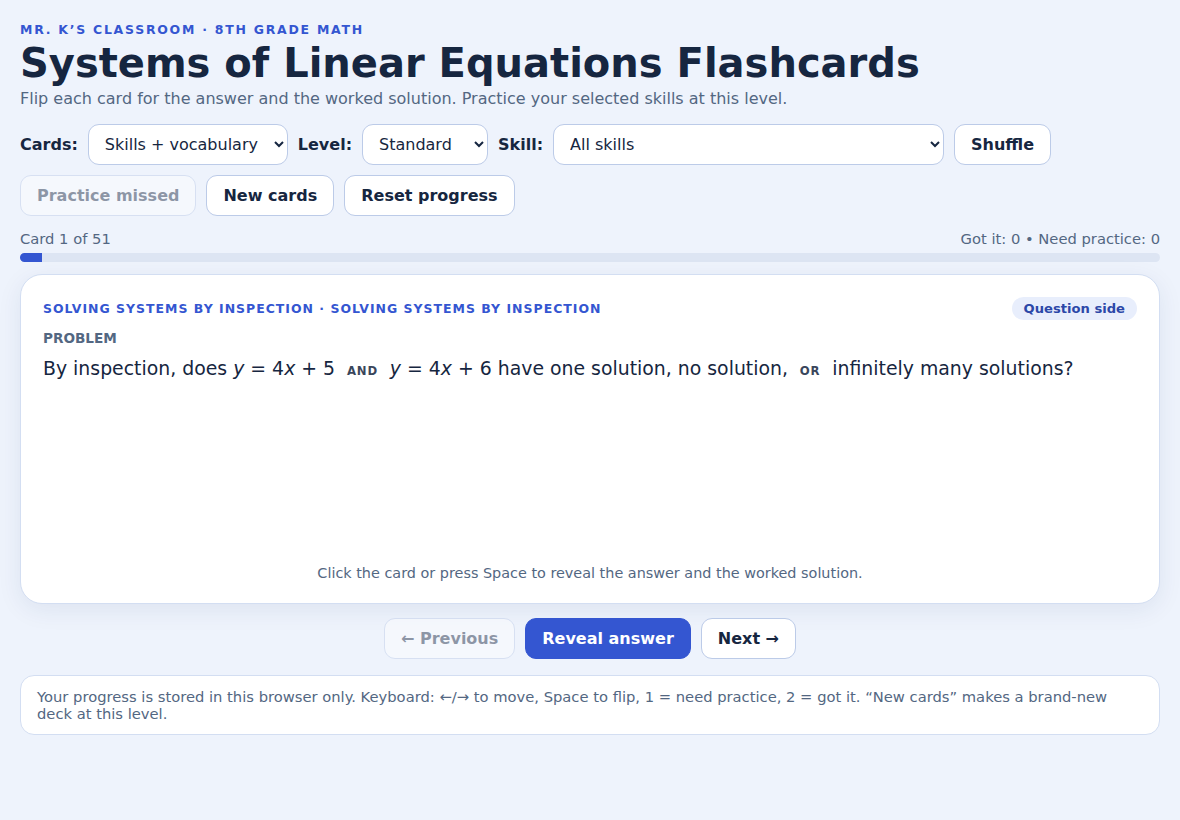 MR. K’S CLASSROOM · 8TH GRADE MATH
Systems of Linear Equations Flashcards
Flip each card for the answer and the worked solution. Practice your selected skills at this level.
Cards: Skills + vocabulary Level: Standard Skill: All skills Shuffle
Practice missed New cards Reset progress
Card 1 of 51 Got it: 0 • Need practice: 0
SOLVING SYSTEMS BY INSPECTION · SOLVING SYSTEMS BY INSPECTION Question side
PROBLEM
By inspection, does y = 4x + 5 AND y = 4x + 6 have one solution, no solution, OR infinitely many solutions?
Click the card or press Space to reveal the answer and the worked solution.
← Previous Reveal answer Next →
Your progress is stored in this browser only. Keyboard: ←/→ to move, Space to flip, 1 = need practice, 2 = got it. “New cards” makes a brand-new
deck at this level.